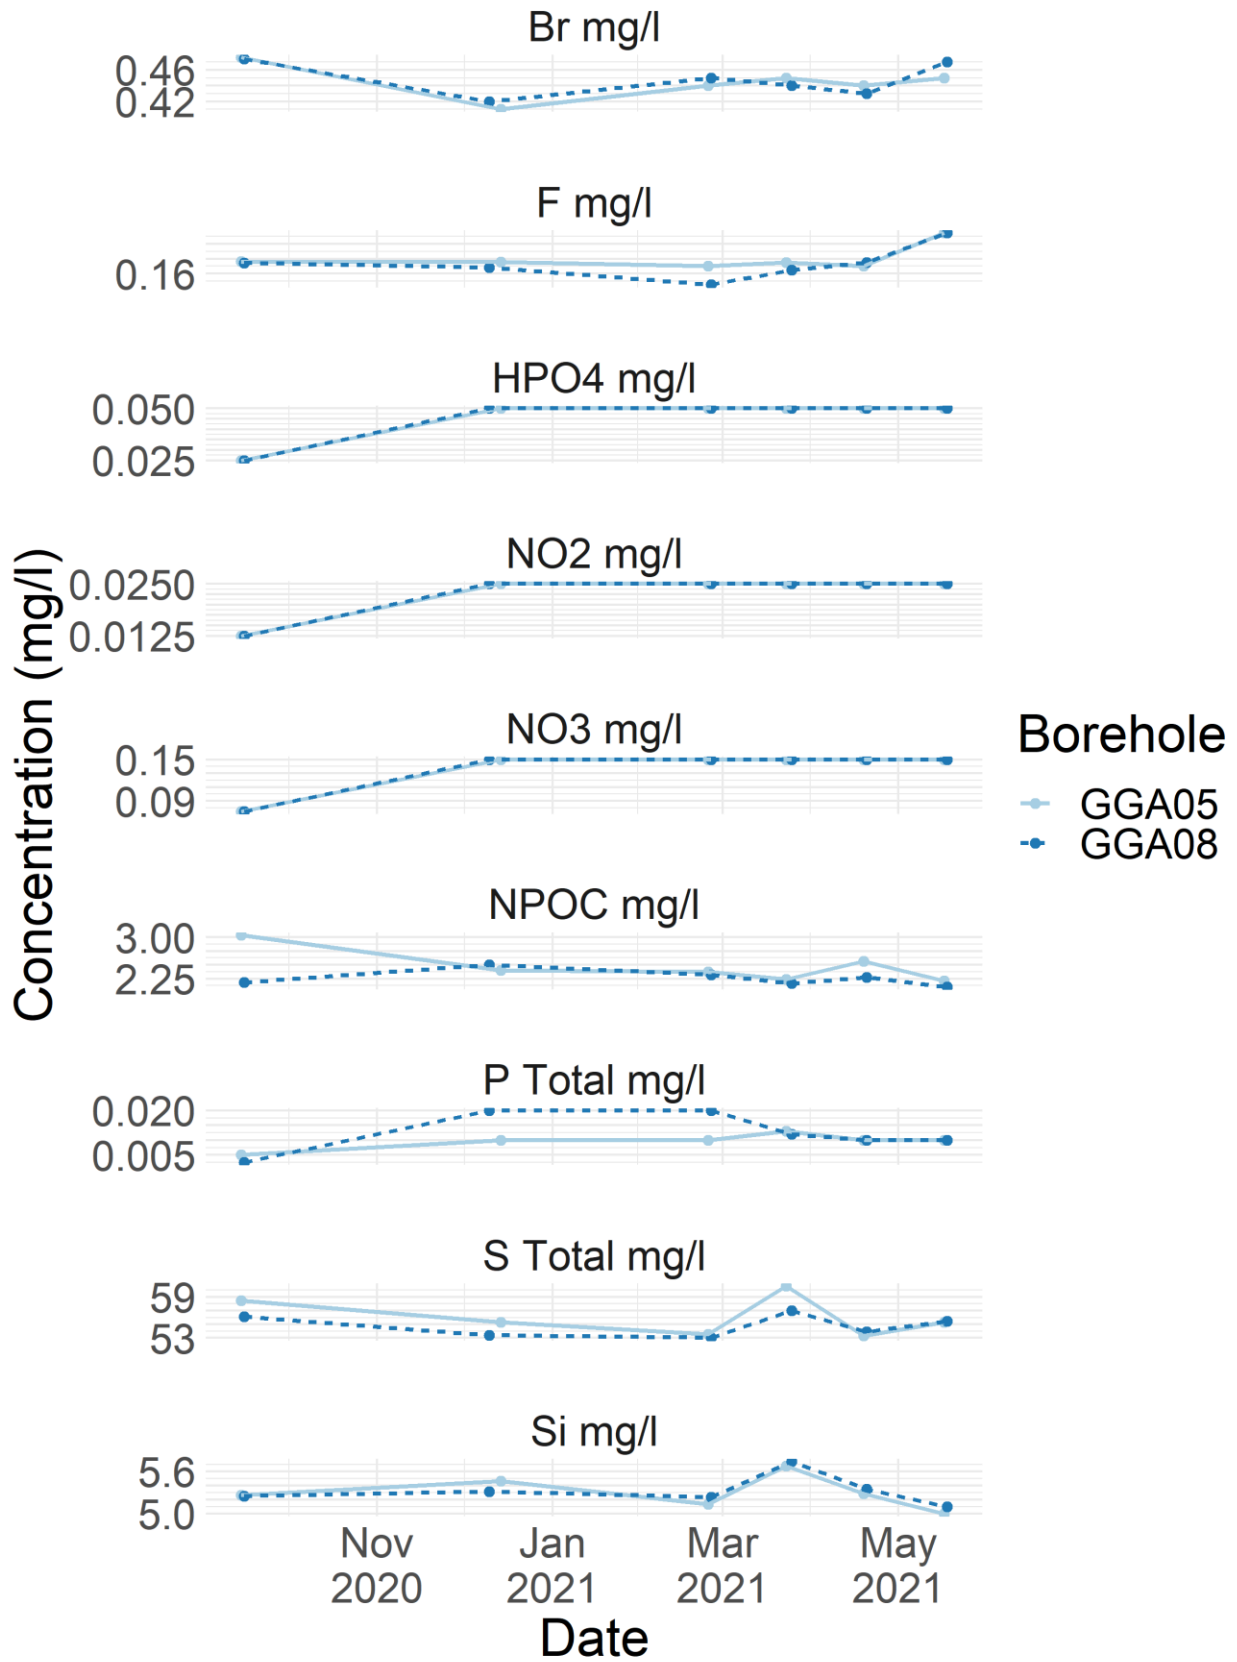 Br mg/l
0.46
0.42
F mg/l
0.16
HPO4 mg/l
0.050
0.025
NO2 mg/l
0.0250
0.0125
NO3 mg/l
0.15
0.09
NPOC mg/l
3.00
2.25
P Total mg/l
0.020
0.005
S Total mg/l
59
53
Si mg/l
5.6
5.0
Nov Jan Mar May
2020 2021 2021 2021
Date
Concentration (mg/l)
Borehole
GGA05
GGA08